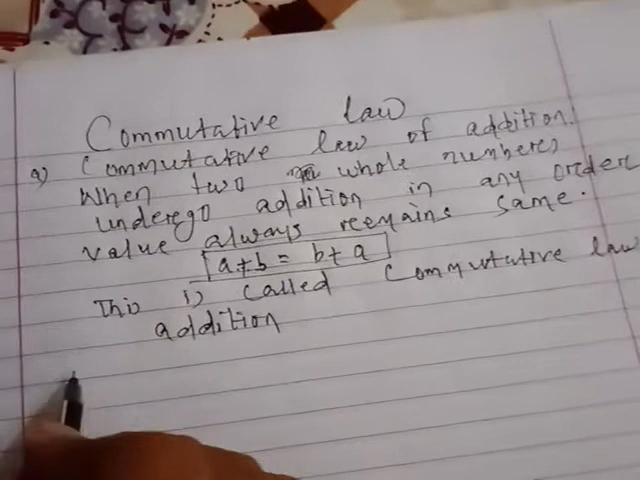 Commutative law
a) Commutative law of addition.
When two whole numbers
underego addition in any order
value always remains same.
[a+b = b+a]
This is called Commutative law
addition